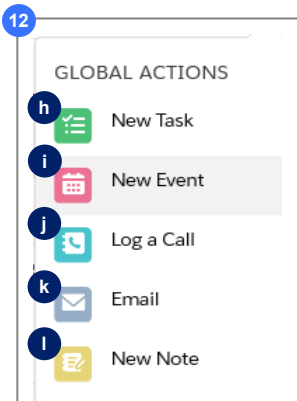 12
GLOBAL ACTIONS
h New Task
i New Event
j Log a Call
k Email
l New Note